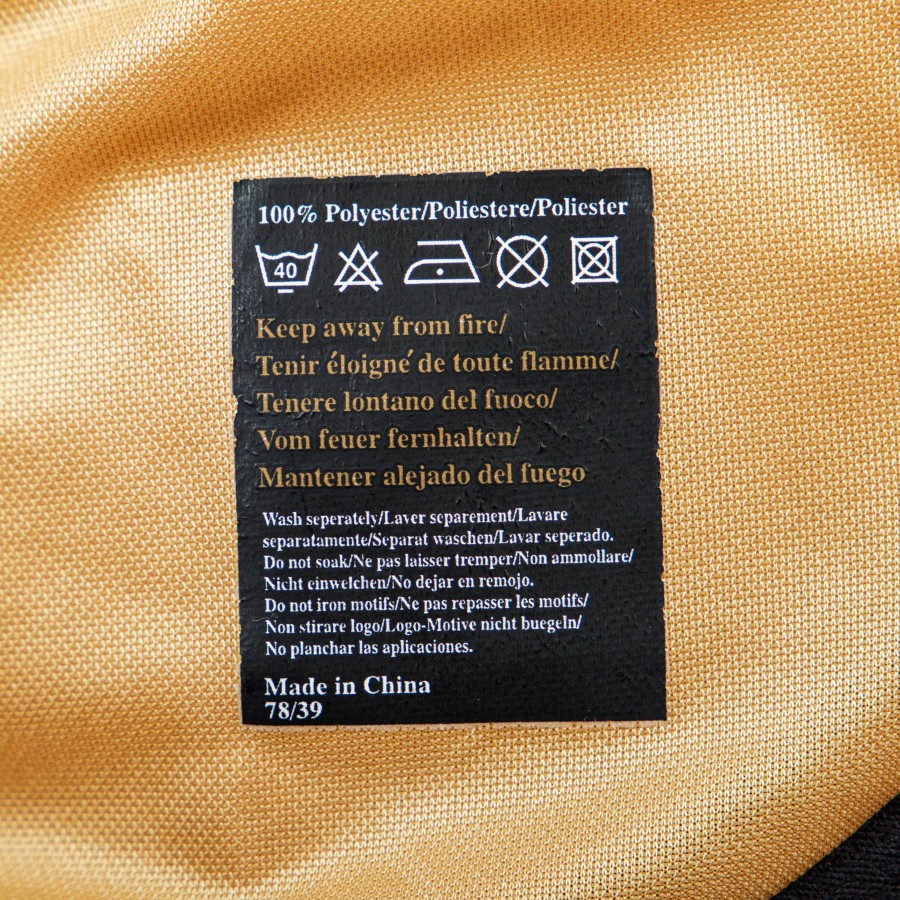 100% Polyester/Poliestere/Poliester
40
Keep away from fire/
Tenir éloigné de toute flamme/
Tenere lontano del fuoco/
Vom feuer fernhalten/
Mantener alejado del fuego
Wash seperately/Laver separement/Lavare
separatamente/Separat waschen/Lavar seperado.
Do not soak/Ne pas laisser tremper/Non ammollare/
Nicht einwelchen/No dejar en remojo.
Do not iron motifs/Ne pas repasser les motifs/
Non stirare logo/Logo-Motive nicht buegeln/
No planchar las aplicaciones.
Made in China
78/39